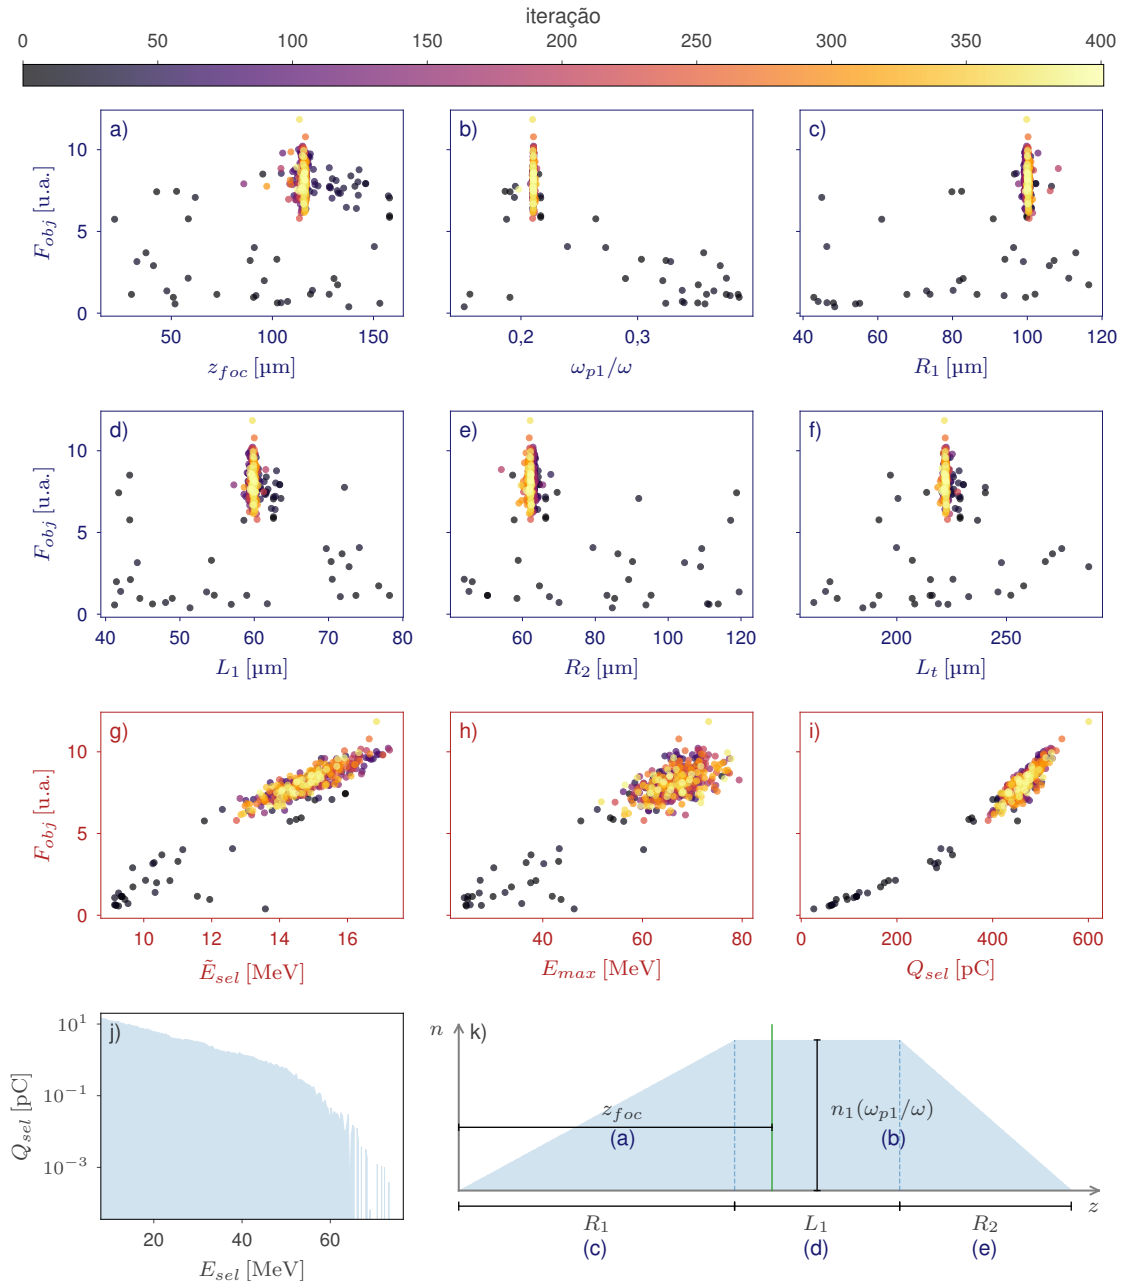 iteração
0 50 100 150 200 250 300 350 400
a) b) c)
10
5
0
F_obj [u.a.]
50 100 150
0,2 0,3
40 60 80 100 120
z_foc [µm]
ω_p1/ω
R_1 [µm]
d) e) f)
10
5
0
F_obj [u.a.]
40 50 60 70 80
60 80 100 120
200 250
L_1 [µm]
R_2 [µm]
L_t [µm]
g) h) i)
10
5
0
F_obj [u.a.]
10 12 14 16
40 60 80
0 200 400 600
Ẽ_sel [MeV]
E_max [MeV]
Q_sel [pC]
j)
10^1
10^−1
10^−3
Q_sel [pC]
20 40 60
E_sel [MeV]
n k)
z_foc
(a)
n_1(ω_p1/ω)
(b)
z
R_1 L_1 R_2
(c) (d) (e)